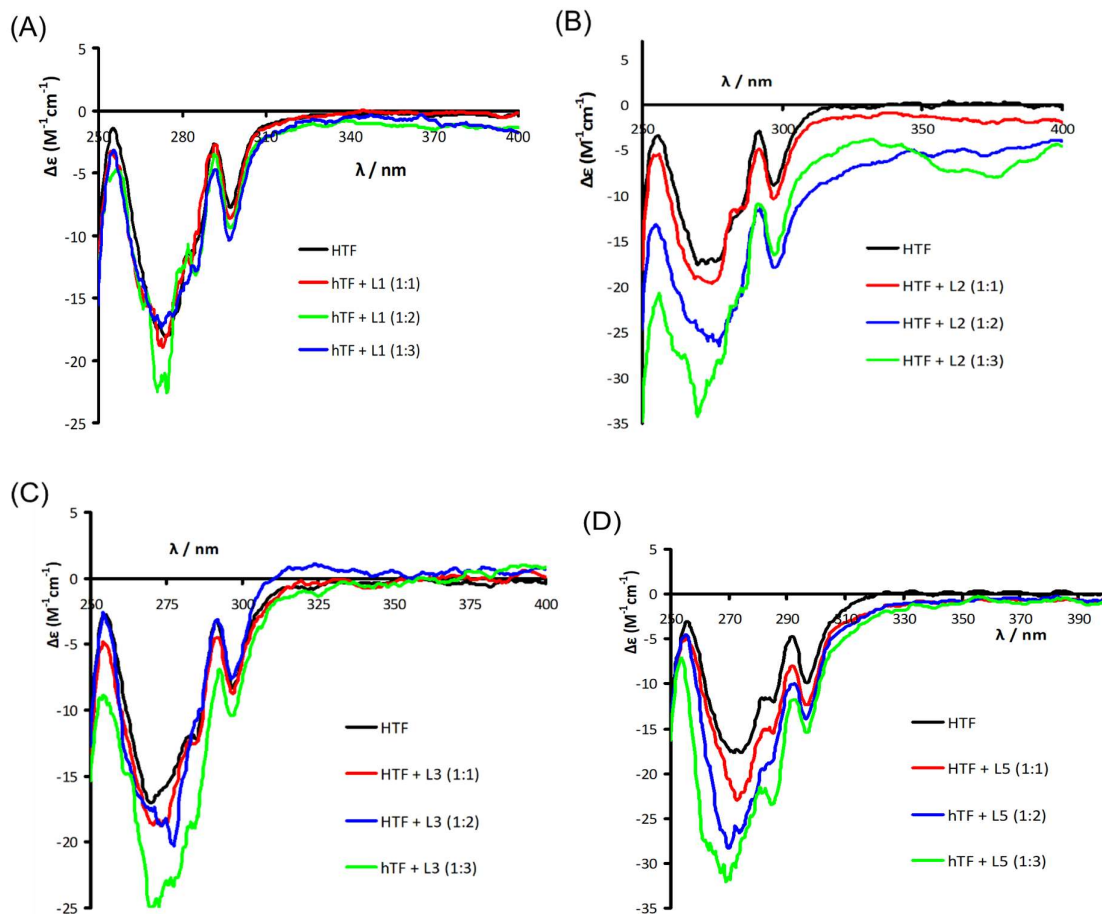 (A)
5
0
-5
-10
-15
-20
-25
Δε (M⁻¹cm⁻¹)
250 280 310 340 370 400
λ / nm
HTF
hTF + L1 (1:1)
hTF + L1 (1:2)
hTF + L1 (1:3)
(B)
5
0
-5
-10
-15
-20
-25
-30
-35
Δε (M⁻¹cm⁻¹)
λ / nm
250 300 350 400
HTF
HTF + L2 (1:1)
HTF + L2 (1:2)
HTF + L2 (1:3)
(C)
5
0
-5
-10
-15
-20
-25
Δε (M⁻¹cm⁻¹)
λ / nm
250 275 300 325 350 375 400
HTF
HTF + L3 (1:1)
HTF + L3 (1:2)
hTF + L3 (1:3)
(D)
5
0
-5
-10
-15
-20
-25
-30
-35
Δε (M⁻¹cm⁻¹)
250 270 290 310 330 350 370 390
λ / nm
HTF
HTF + L5 (1:1)
hTF + L5 (1:2)
hTF + L5 (1:3)